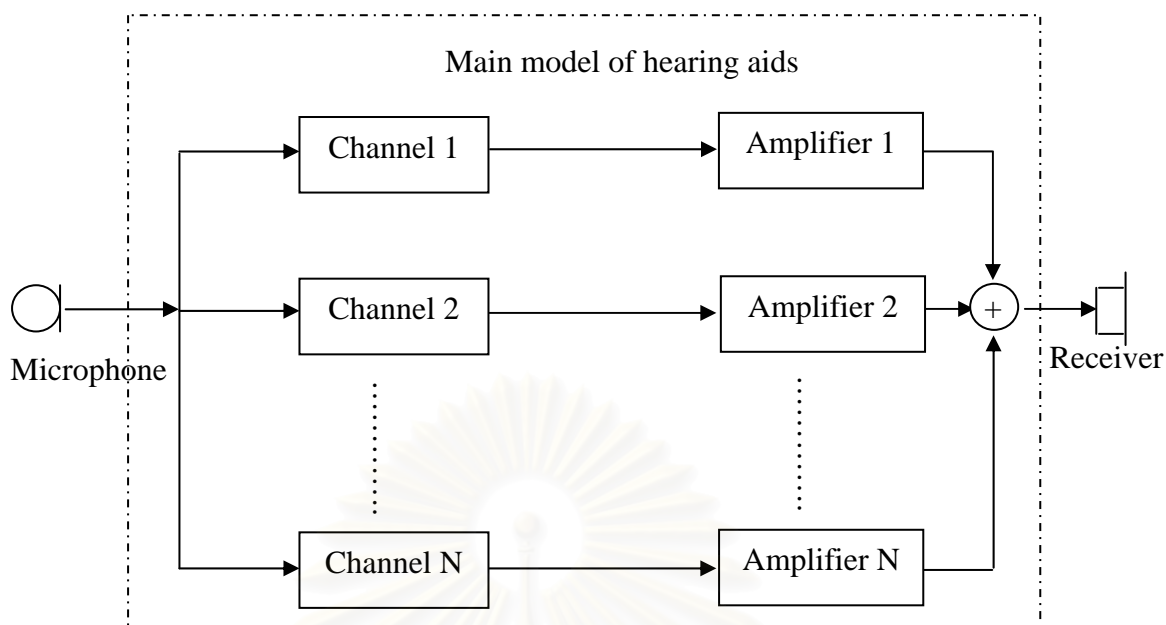 Main model of hearing aids
Channel 1
Amplifier 1
Channel 2
Amplifier 2
+
Microphone
Receiver
Channel N
Amplifier N